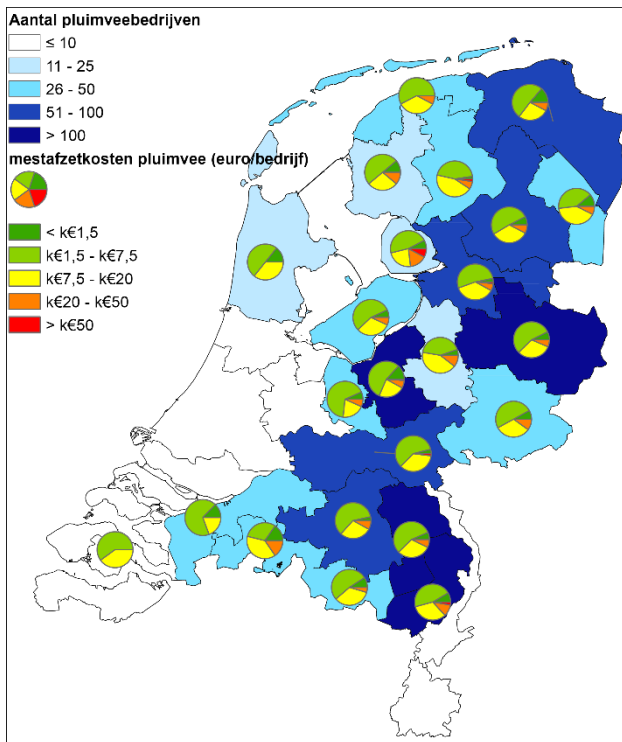 Aantal pluimveebedrijven
≤ 10
11 - 25
26 - 50
51 - 100
> 100
mestafzetkosten pluimvee (euro/bedrijf)
< k€1,5
k€1,5 - k€7,5
k€7,5 - k€20
k€20 - k€50
> k€50